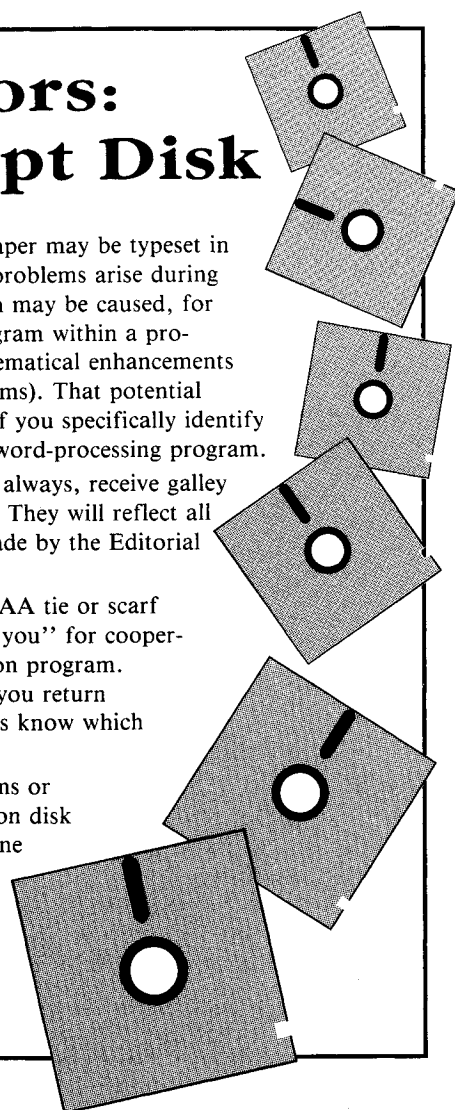 ors:
pt Disk
aper may be typeset in
problems arise during
n may be caused, for
gram within a pro-
ematical enhancements
ms). That potential
f you specifically identify
word-processing program.
always, receive galley
They will reflect all
ade by the Editorial
AA tie or scarf
you” for cooper-
on program.
you return
s know which
ns or
on disk
ne